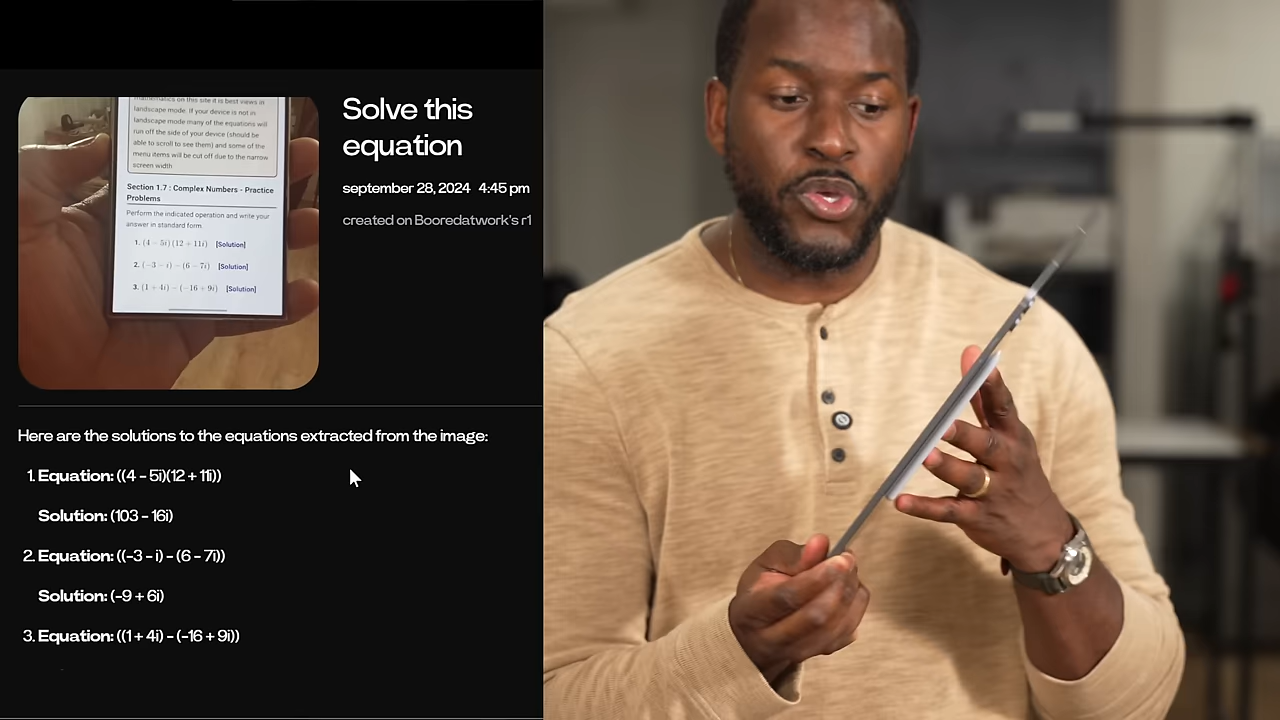 mathematics on this site it is best views in
landscape mode. If your device is not in
landscape mode many of the equations will
run off the side of your device (should be
able to scroll to see them) and some of the
menu items will be cut off due to the narrow
screen width
Section 1.7 : Complex Numbers - Practice
Problems
Perform the indicated operation and write your
answer in standard form.
1. (4 − 5i) (12 + 11i) [Solution]
2. (−3 − i) − (6 − 7i) [Solution]
3. (1 + 4i) − (−16 + 9i) [Solution]
Solve this
equation
september 28, 2024 4:45 pm
created on Booredatwork's r1
Here are the solutions to the equations extracted from the image:
1. Equation: ((4 - 5i)(12 + 11i))
Solution: (103 - 16i)
2. Equation: ((-3 - i) - (6 - 7i))
Solution: (-9 + 6i)
3. Equation: ((1 + 4i) - (-16 + 9i))